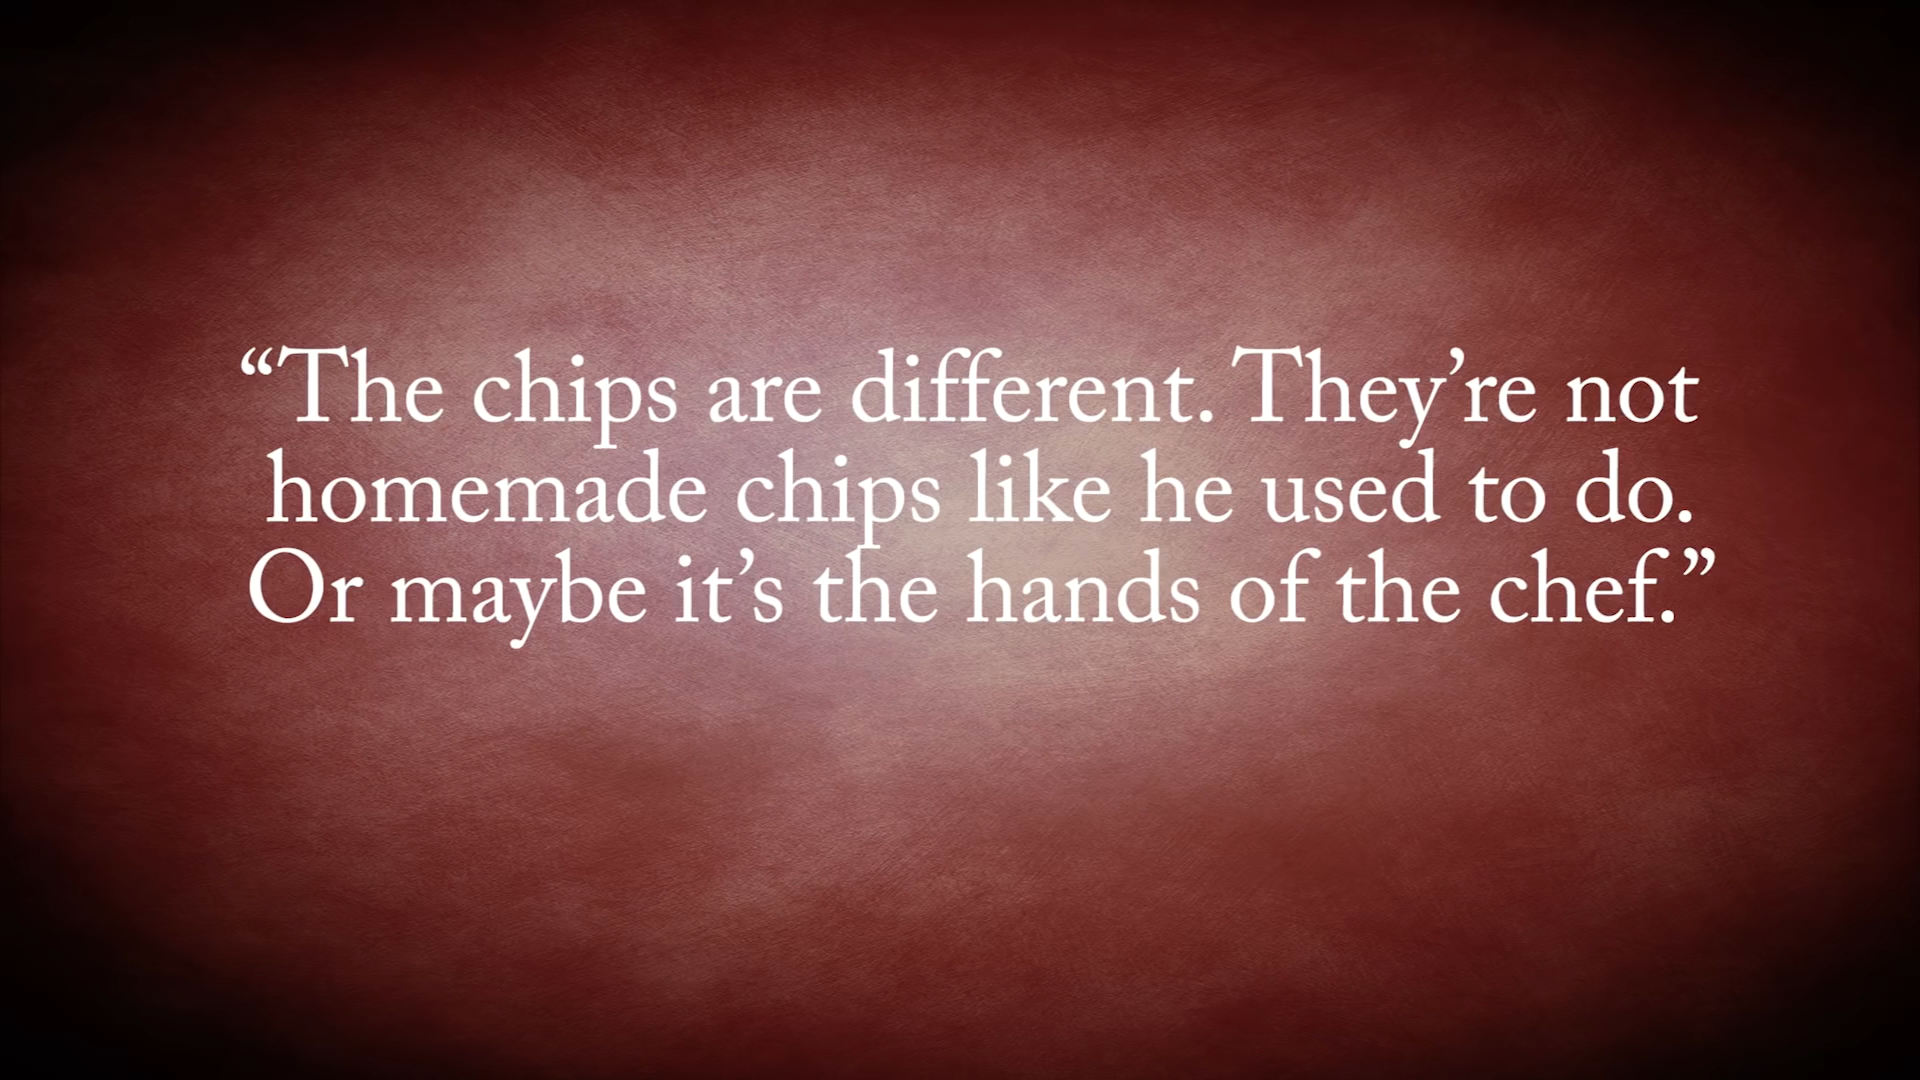 “The chips are different. They’re not
homemade chips like he used to do.
Or maybe it’s the hands of the chef.”